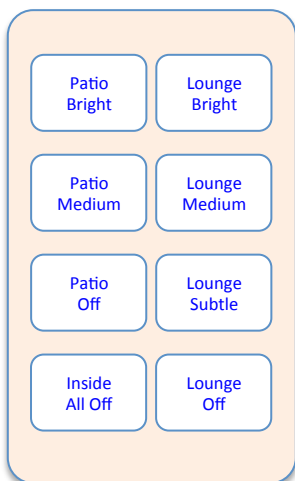 Patio
Bright
Lounge
Bright
Patio
Medium
Lounge
Medium
Patio
Off
Lounge
Subtle
Inside
All Off
Lounge
Off